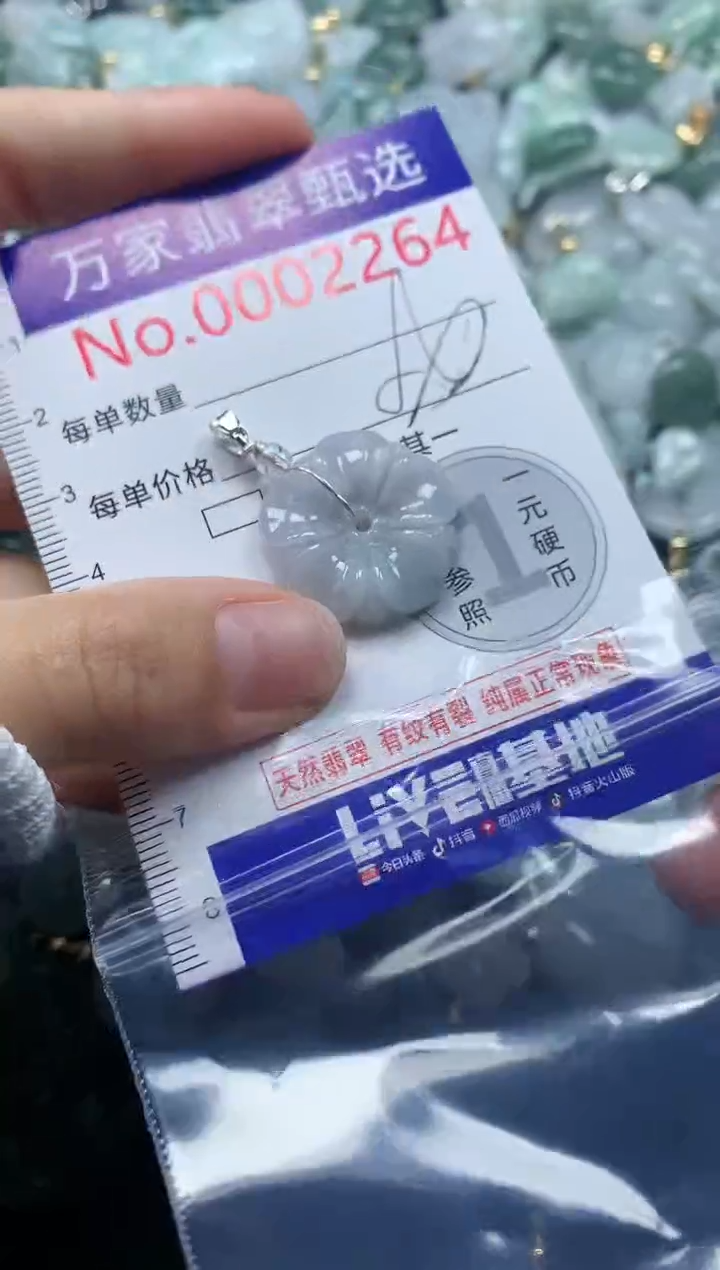 万家翡翠甄选
No.0002264
每单数量
每单价格
其一
一元硬币
1
参照
天然翡翠 有纹有裂 纯属正常现象
今日头条 抖音 西瓜视频 抖音火山版
2
3
4
7